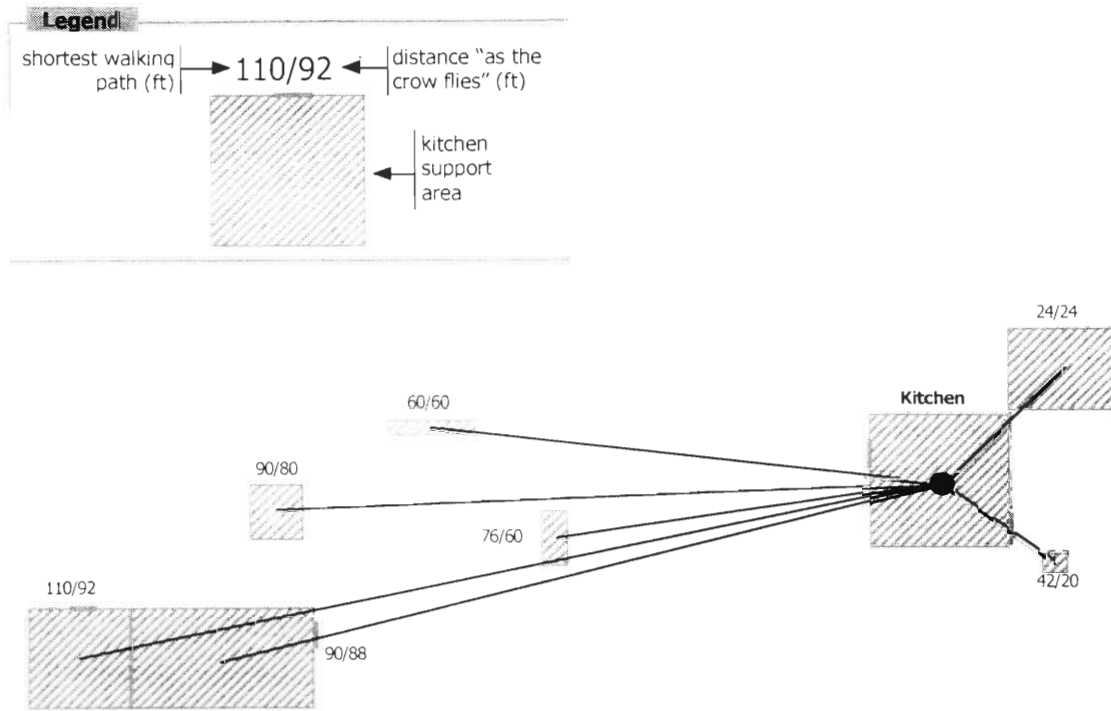 Legend
shortest walking
path (ft)
110/92
distance “as the
crow flies” (ft)
kitchen
support
area
24/24
Kitchen
60/60
90/80
76/60
42/20
110/92
90/88